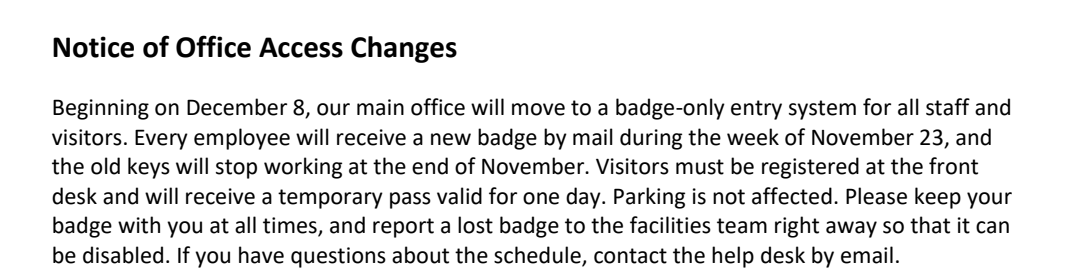 Notice of Office Access Changes
Beginning on December 8, our main office will move to a badge-only entry system for all staff and
visitors. Every employee will receive a new badge by mail during the week of November 23, and
the old keys will stop working at the end of November. Visitors must be registered at the front
desk and will receive a temporary pass valid for one day. Parking is not affected. Please keep your
badge with you at all times, and report a lost badge to the facilities team right away so that it can
be disabled. If you have questions about the schedule, contact the help desk by email.